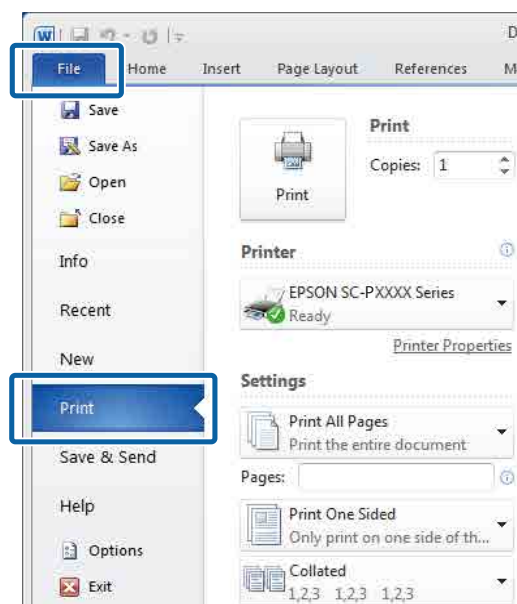 W
D
File Home Insert Page Layout References M
Save
Save As
Open
Close
Info
Recent
New
Print
Save & Send
Help
Options
Exit
Print
Print
Copies: 1
Printer
EPSON SC-PXXXX Series
Ready
Printer Properties
Settings
Print All Pages
Print the entire document
Pages:
Print One Sided
Only print on one side of th...
Collated
1,2,3 1,2,3 1,2,3